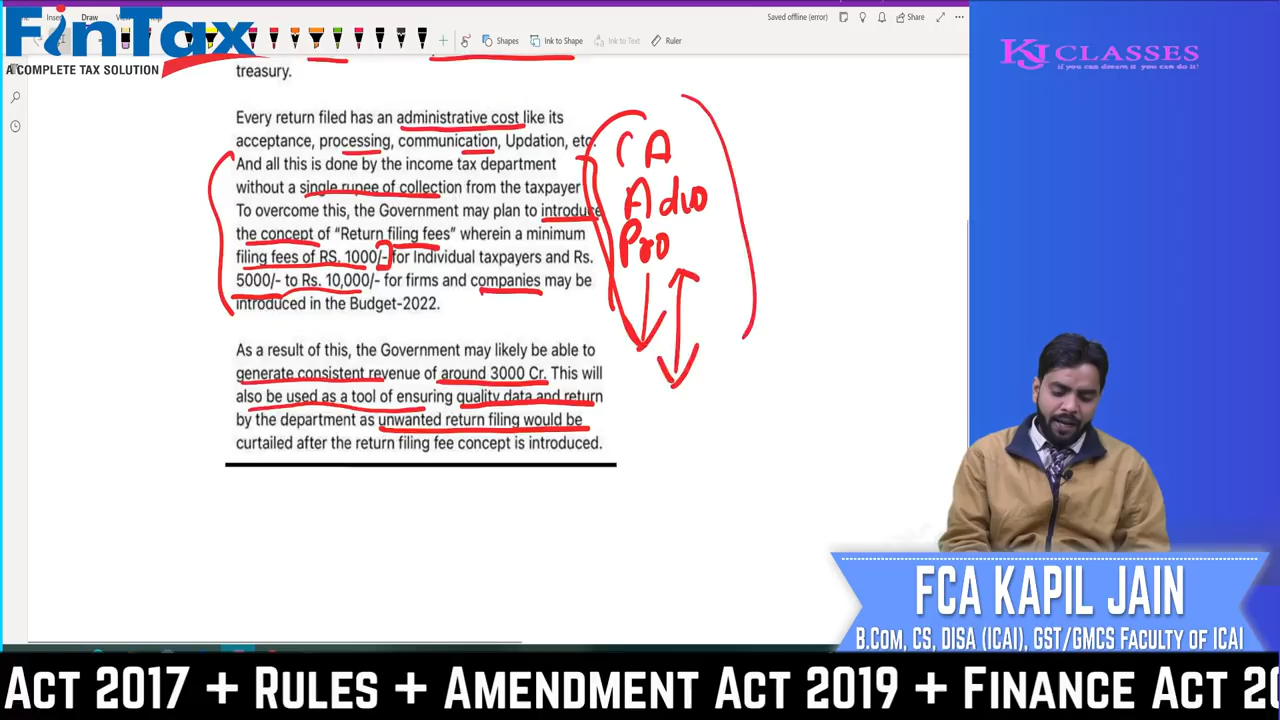 FinTax
A COMPLETE TAX SOLUTION
Draw
Saved offline (error)
Share
Shapes
Ink to Shape
Ink to Text
Ruler
KJ CLASSES
if you can dream it you can do it!
treasury.
Every return filed has an administrative cost like its
acceptance, processing, communication, Updation, etc.
And all this is done by the income tax department
without a single rupee of collection from the taxpayer
To overcome this, the Government may plan to introduce
the concept of "Return filing fees" wherein a minimum
filing fees of RS. 1000/- for Individual taxpayers and Rs.
5000/- to Rs. 10,000/- for firms and companies may be
introduced in the Budget-2022.
As a result of this, the Government may likely be able to
generate consistent revenue of around 3000 Cr. This will
also be used as a tool of ensuring quality data and return
by the department as unwanted return filing would be
curtailed after the return filing fee concept is introduced.
CA
Advo
Pro
FCA KAPIL JAIN
B.Com, CS, DISA (ICAI), GST/GMCS Faculty of ICAI
Act 2017 + Rules + Amendment Act 2019 + Finance Act 20